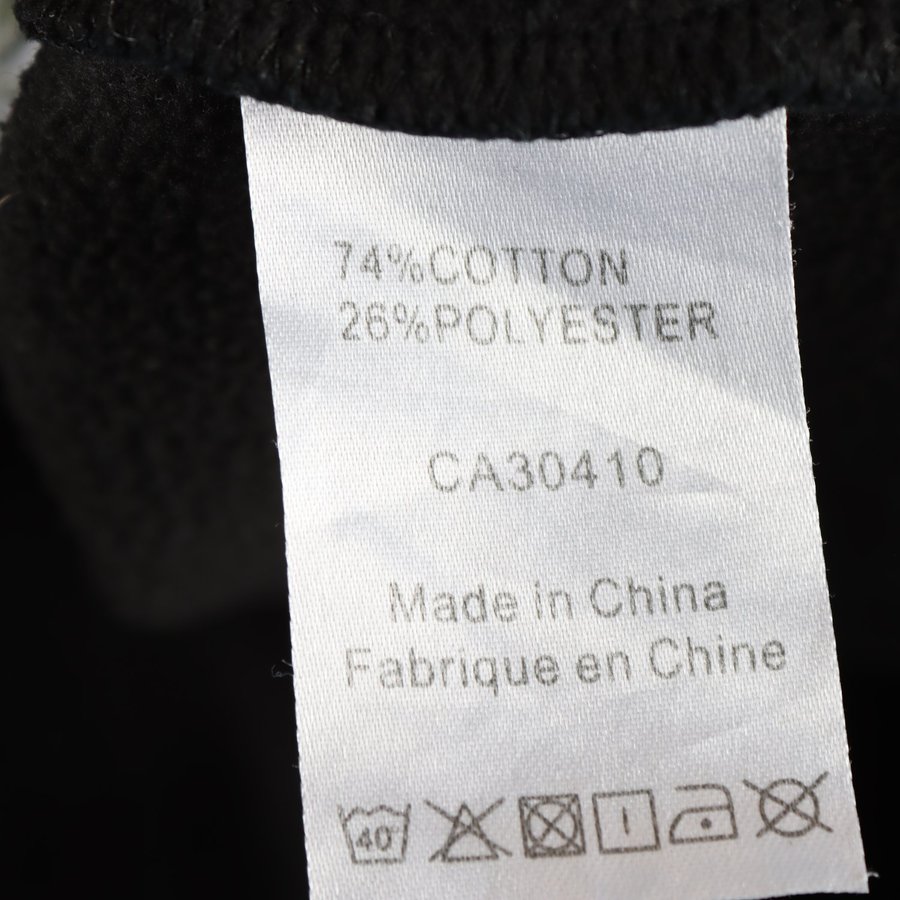 74%COTTON
26%POLYESTER
CA30410
Made in China
Fabrique en Chine
40°